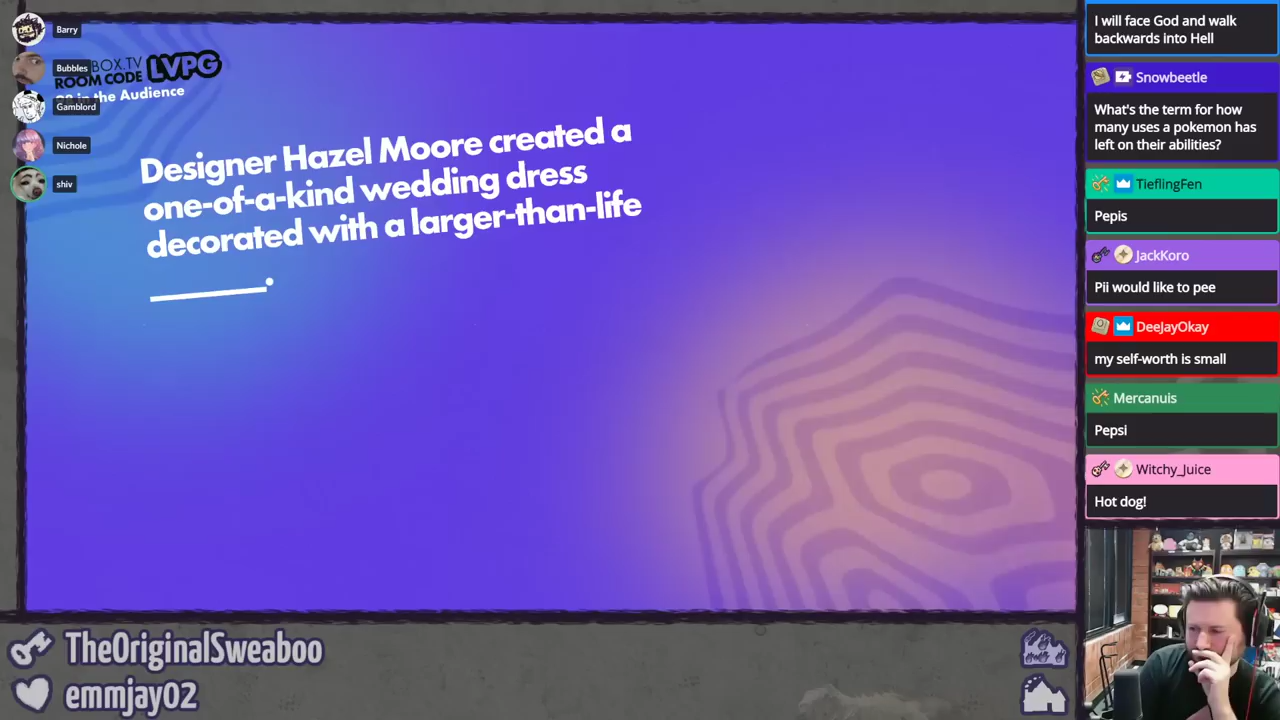 Barry
Bubbles
BOX.TV
ROOM CODE LVPG
in the Audience
Gamblord
Nichole
shiv
Designer Hazel Moore created a
one-of-a-kind wedding dress
decorated with a larger-than-life
I will face God and walk
backwards into Hell
Snowbeetle
What's the term for how
many uses a pokemon has
left on their abilities?
TieflingFen
Pepis
JackKoro
Pii would like to pee
DeeJayOkay
my self-worth is small
Mercanuis
Pepsi
Witchy_Juice
Hot dog!
TheOriginalSweaboo
emmjay02